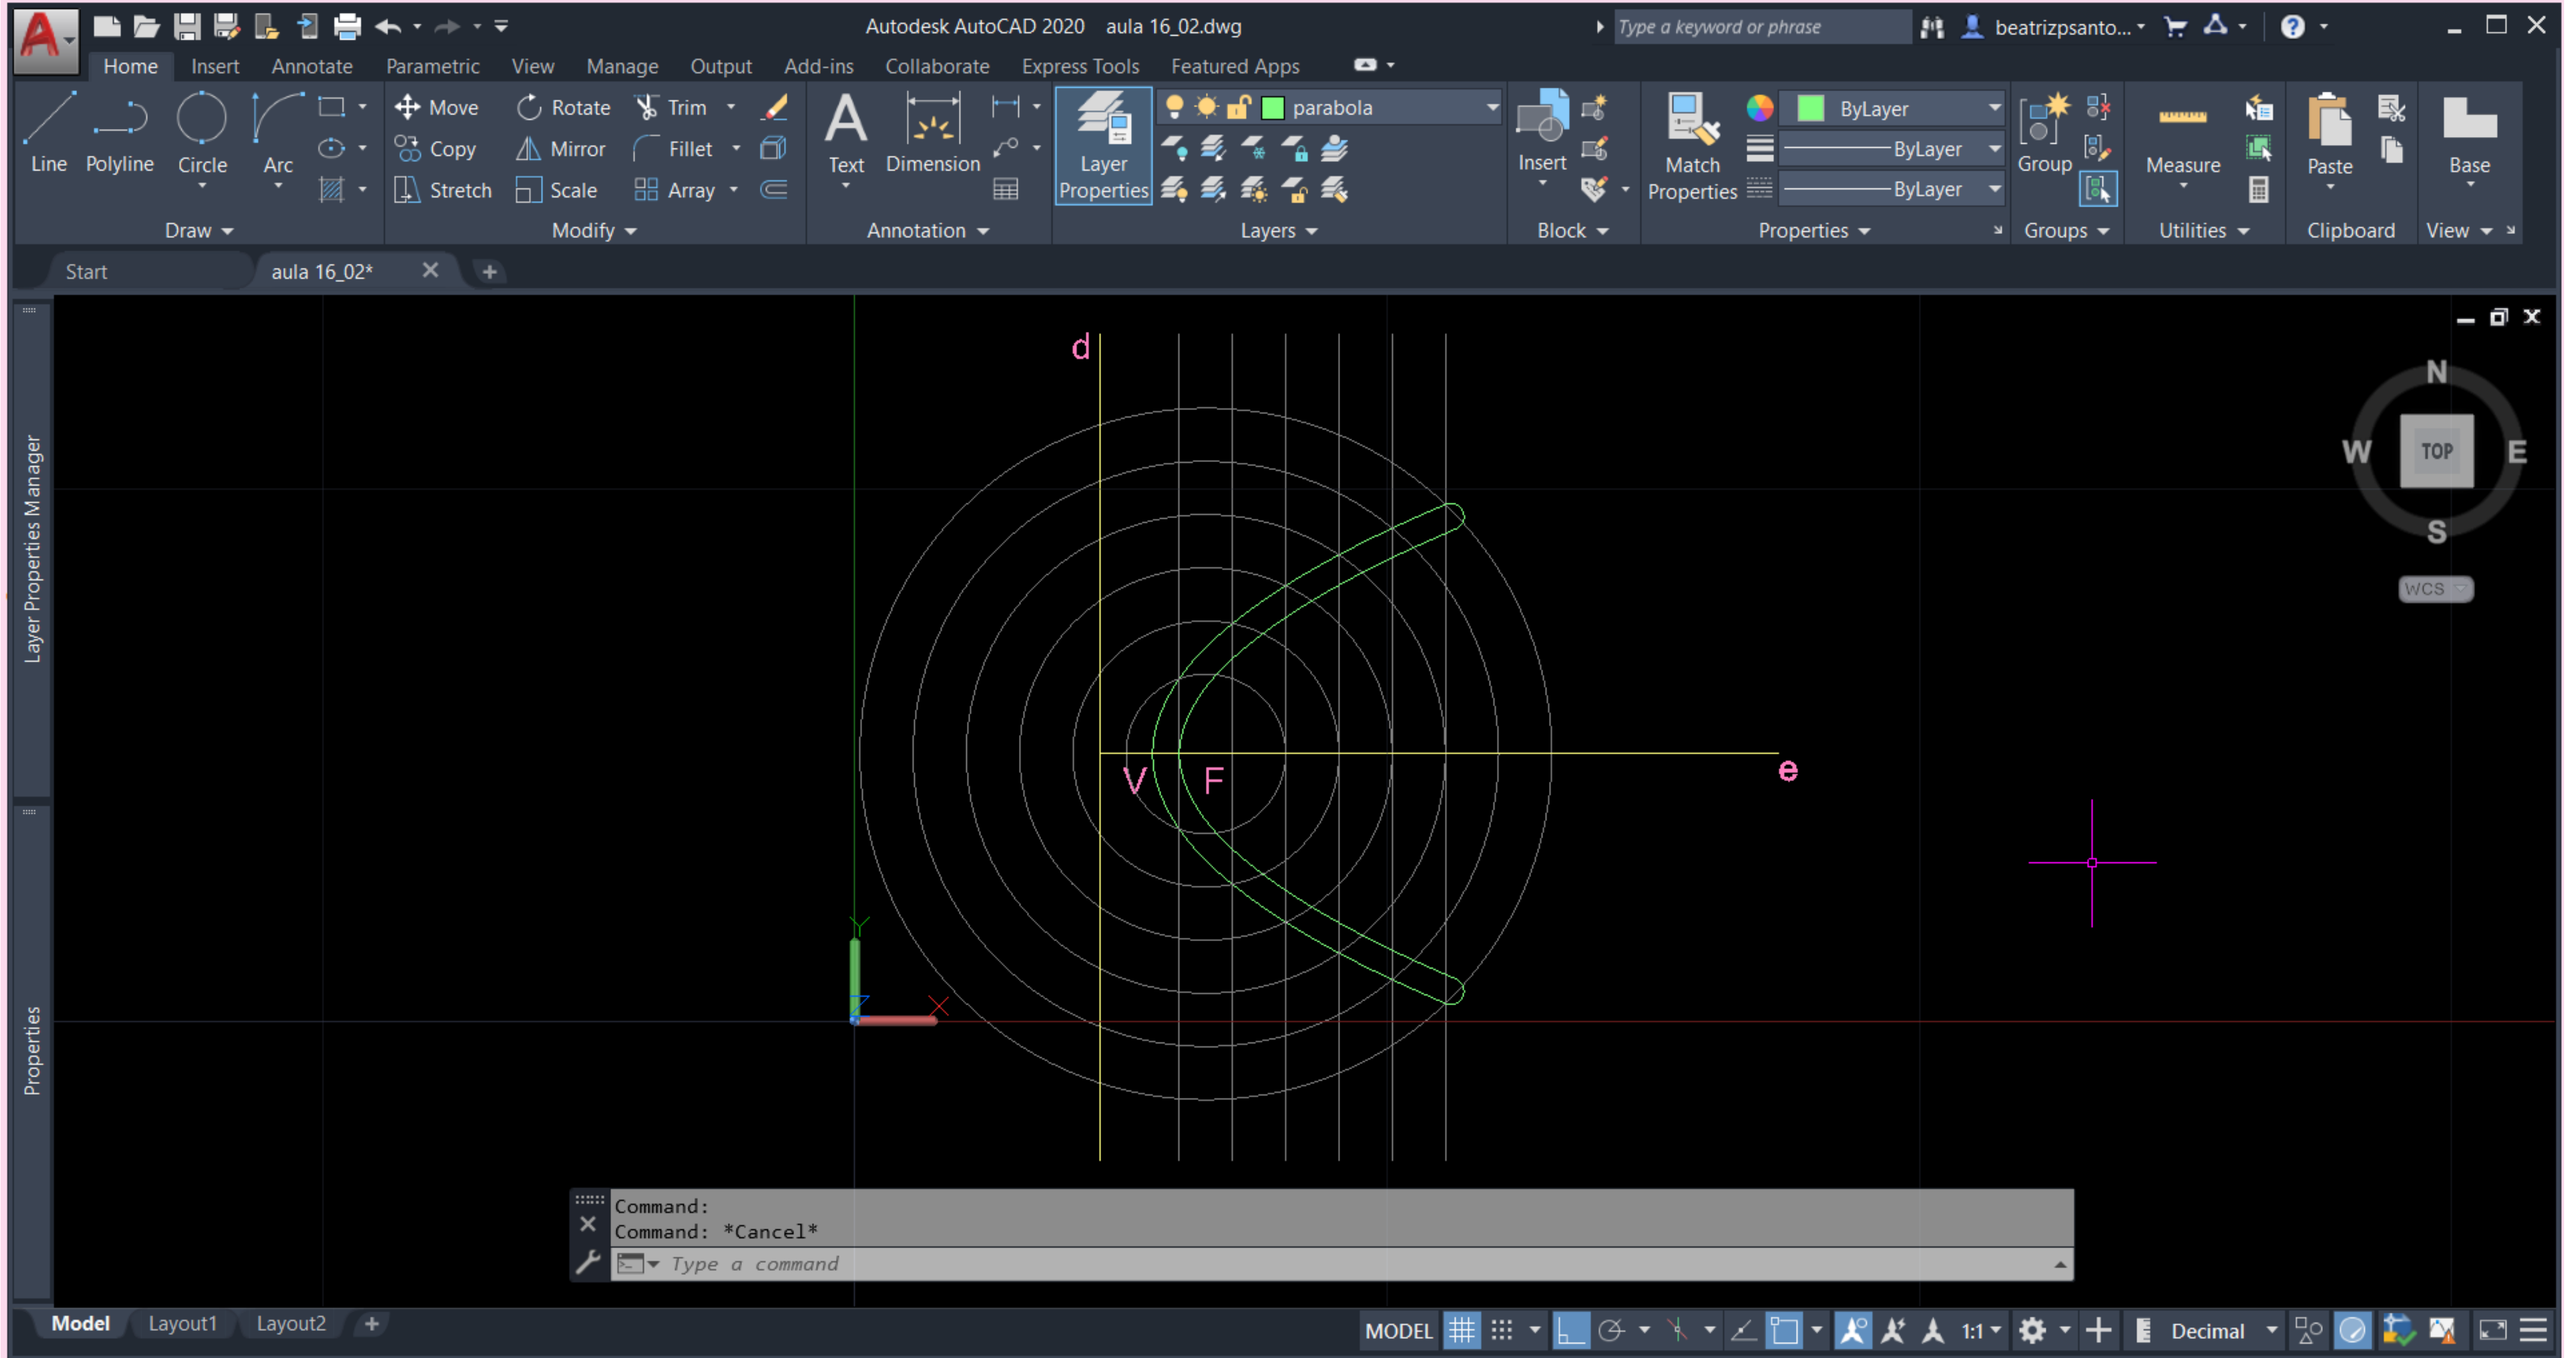 Autodesk AutoCAD 2020 aula 16_02.dwg
Type a keyword or phrase
beatrizpsanto...
Home Insert Annotate Parametric View Manage Output Add-ins Collaborate Express Tools Featured Apps
Line Polyline Circle Arc
Move Rotate Trim
Copy Mirror Fillet
Stretch Scale Array
Text Dimension
Layer Properties
parabola
Insert
Match Properties
ByLayer
ByLayer
ByLayer
Group
Measure
Paste
Base
Draw Modify Annotation Layers Block Properties Groups Utilities Clipboard View
Start aula 16_02*
Layer Properties Manager
Properties
d
N
W TOP E
S
WCS
V F e
Y
Z X
Command:
Command: *Cancel*
Type a command
Model Layout1 Layout2
MODEL 1:1 Decimal